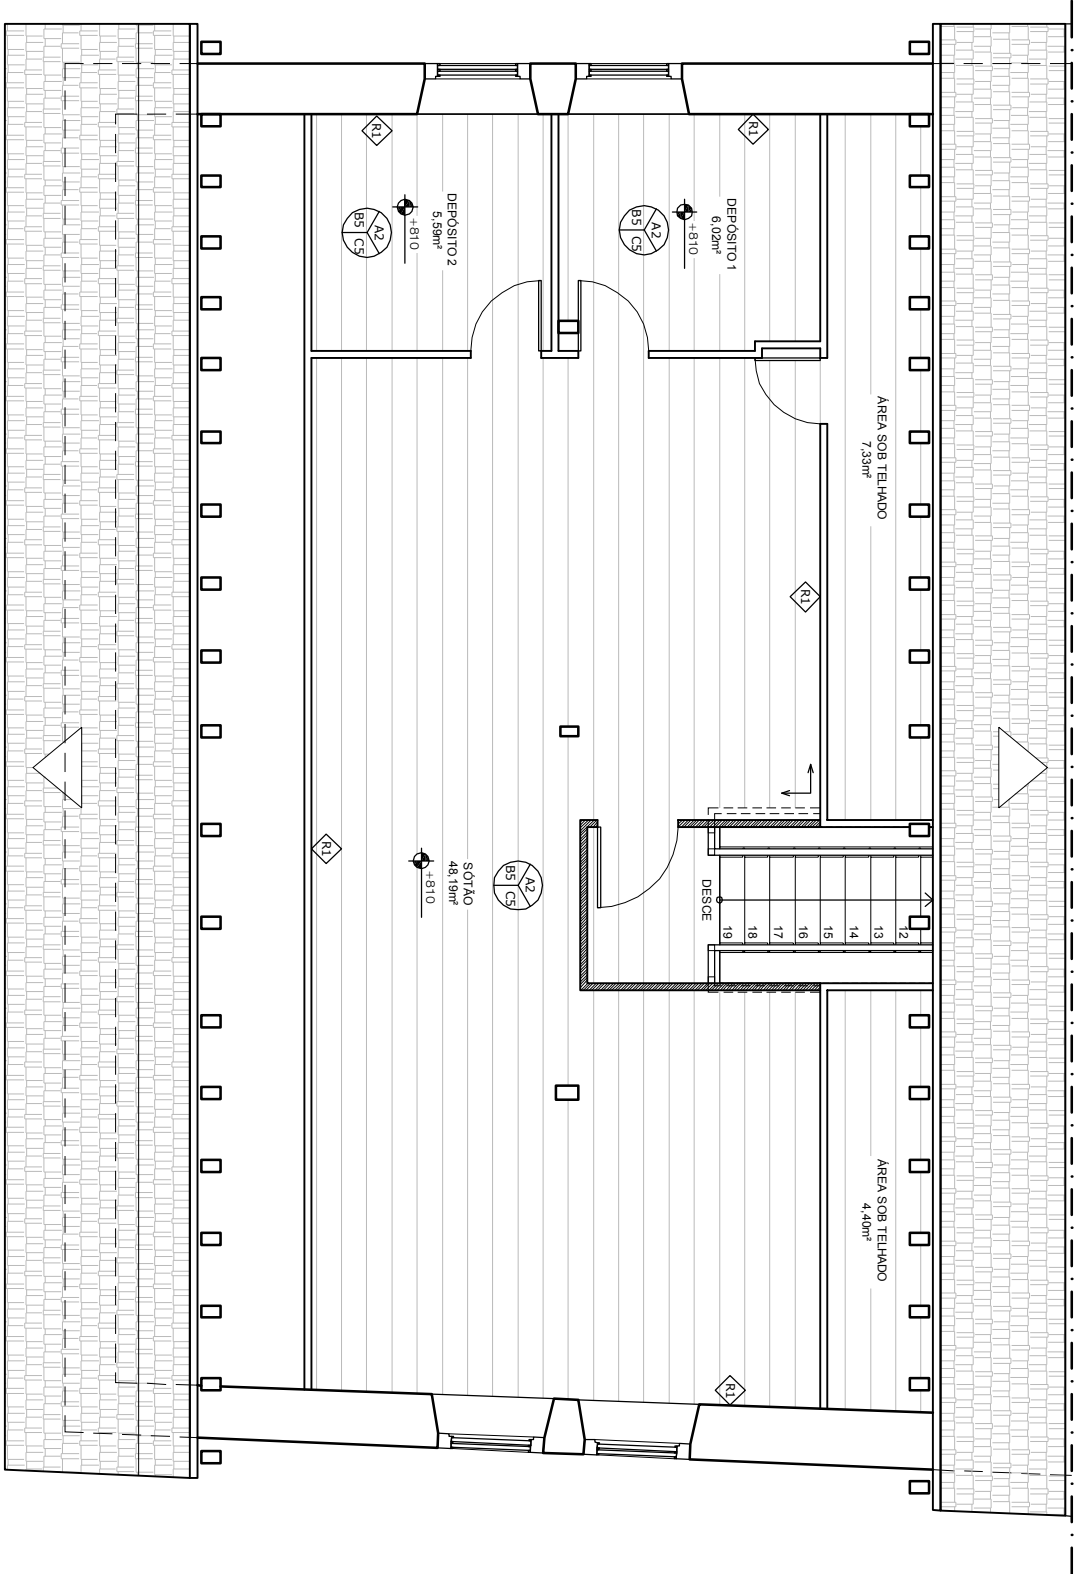 ÁREA SOB TELHADO
7,33m²
ÁREA SOB TELHADO
4,40m²
R1
R1
R1
R1
R1
DEPÓSITO 1
6,02m²
+810
A2
B5
C5
DEPÓSITO 2
5,59m²
+810
A2
B5
C5
DESCE
12
13
14
15
16
17
18
19
SÓTÃO
48,19m²
+810
A2
B5
C5